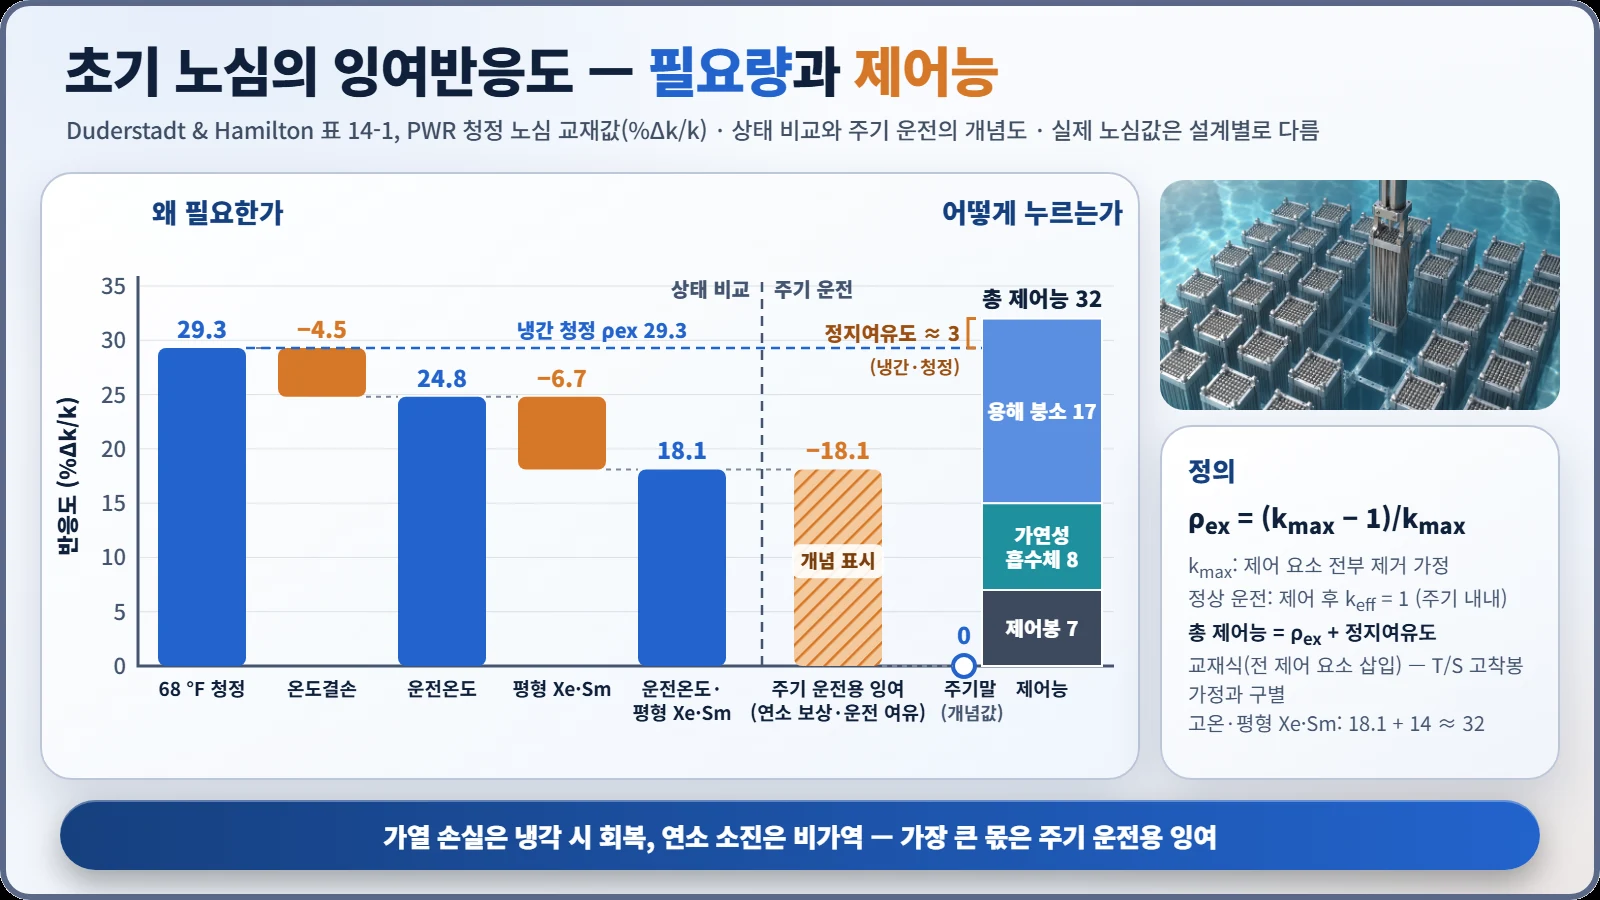 초기 노심의 잉여반응도 — 필요량과 제어능
Duderstadt & Hamilton 표 14-1, PWR 청정 노심 교재값(%Δk/k) · 상태 비교와 주기 운전의 개념도 · 실제 노심값은 설계별로 다름
왜 필요한가
어떻게 누르는가
반응도 (%Δk/k)
35
30
25
20
15
10
5
0
상태 비교
주기 운전
29.3
−4.5
24.8
−6.7
18.1
−18.1
0
냉간 청정 ρex 29.3
정지여유도 ≈ 3
(냉간·청정)
총 제어능 32
용해 붕소 17
가연성
흡수체 8
제어봉 7
개념 표시
68 °F 청정
온도결손
운전온도
평형 Xe·Sm
운전온도·
평형 Xe·Sm
주기 운전용 잉여
(연소 보상·운전 여유)
주기말
(개념값)
제어능
정의
ρex = (kmax − 1)/kmax
kmax: 제어 요소 전부 제거 가정
정상 운전: 제어 후 keff = 1 (주기 내내)
총 제어능 = ρex + 정지여유도
교재식(전 제어 요소 삽입) — T/S 고착봉
가정과 구별
고온·평형 Xe·Sm: 18.1 + 14 ≈ 32
가열 손실은 냉각 시 회복, 연소 소진은 비가역 — 가장 큰 몫은 주기 운전용 잉여